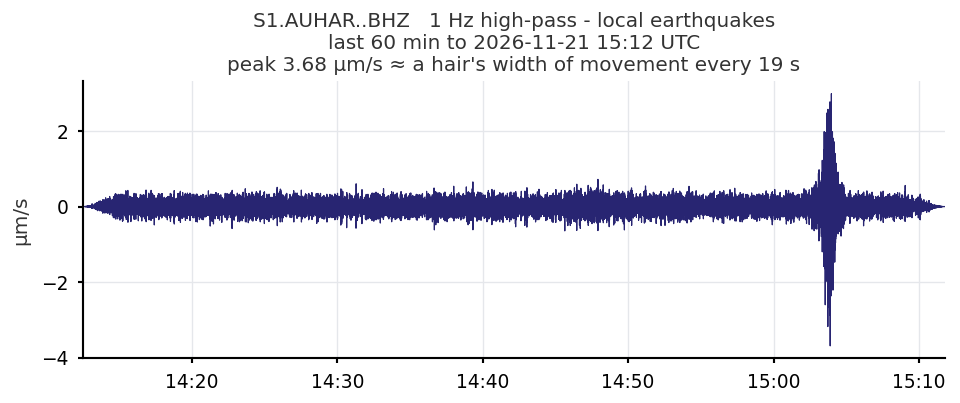 S1.AUHAR..BHZ   1 Hz high-pass - local earthquakes
last 60 min to 2026-11-21 15:12 UTC
peak 3.68 µm/s ≈ a hair's width of movement every 19 s
µm/s
2
0
−2
−4
14:20
14:30
14:40
14:50
15:00
15:10